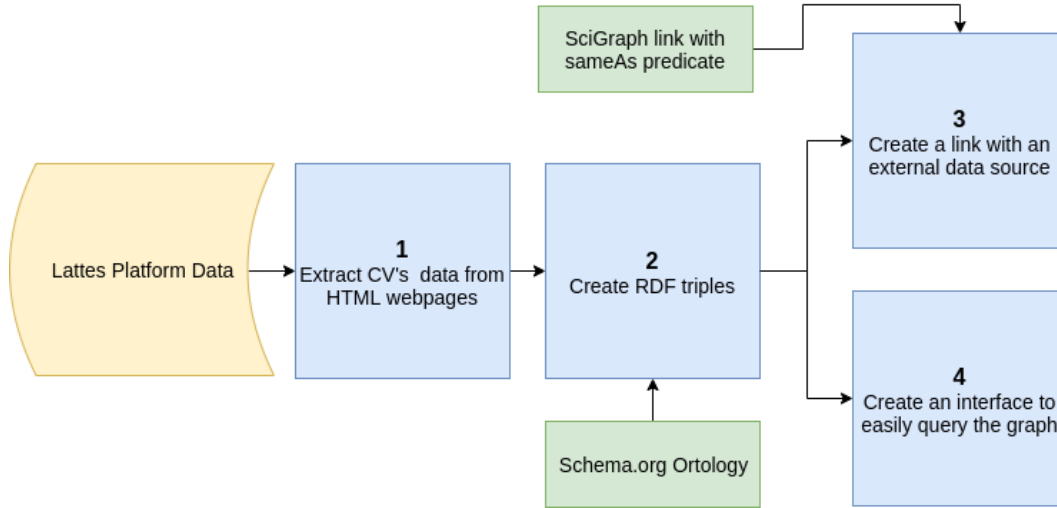 SciGraph link with
sameAs predicate
3
Create a link with an
external data source
Lattes Platform Data
1
Extract CV's data from
HTML webpages
2
Create RDF triples
4
Create an interface to
easily query the graph
Schema.org Ortology